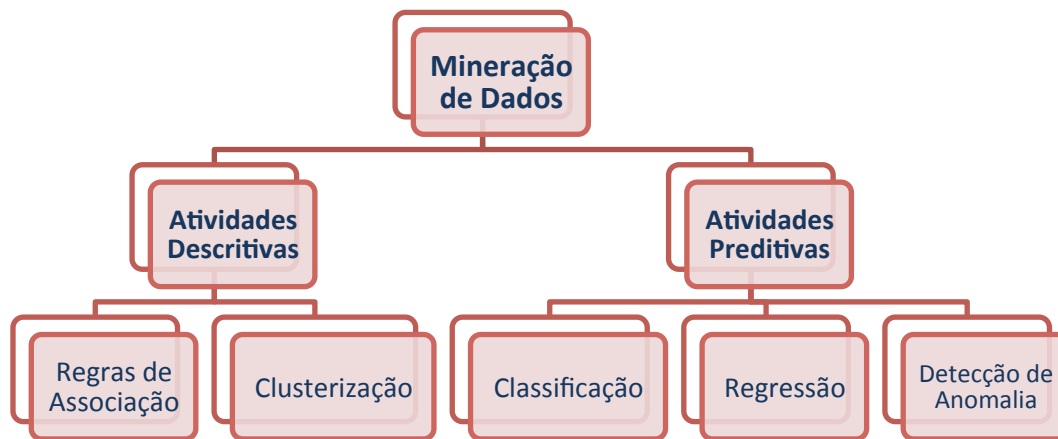 Mineração
de Dados
Atividades
Descritivas
Atividades
Preditivas
Regras de
Associação
Clusterização
Classificação
Regressão
Detecção de
Anomalia